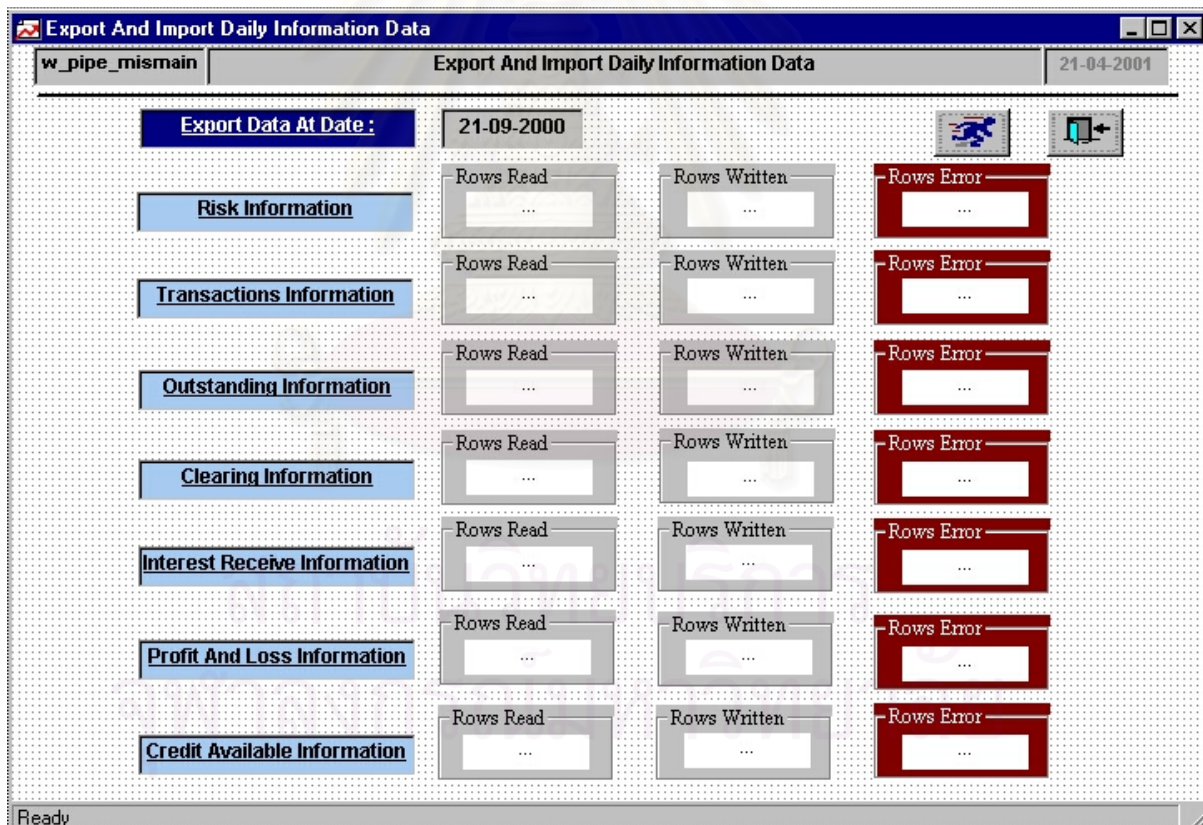 Export And Import Daily Information Data
w_pipe_mismain Export And Import Daily Information Data 21-04-2001
Export Data At Date : 21-09-2000
Rows Read Rows Written Rows Error
Risk Information ... ... ...
Rows Read Rows Written Rows Error
Transactions Information ... ... ...
Rows Read Rows Written Rows Error
Outstanding Information ... ... ...
Rows Read Rows Written Rows Error
Clearing Information ... ... ...
Rows Read Rows Written Rows Error
Interest Receive Information ... ... ...
Rows Read Rows Written Rows Error
Profit And Loss Information ... ... ...
Rows Read Rows Written Rows Error
Credit Available Information ... ... ...
Ready